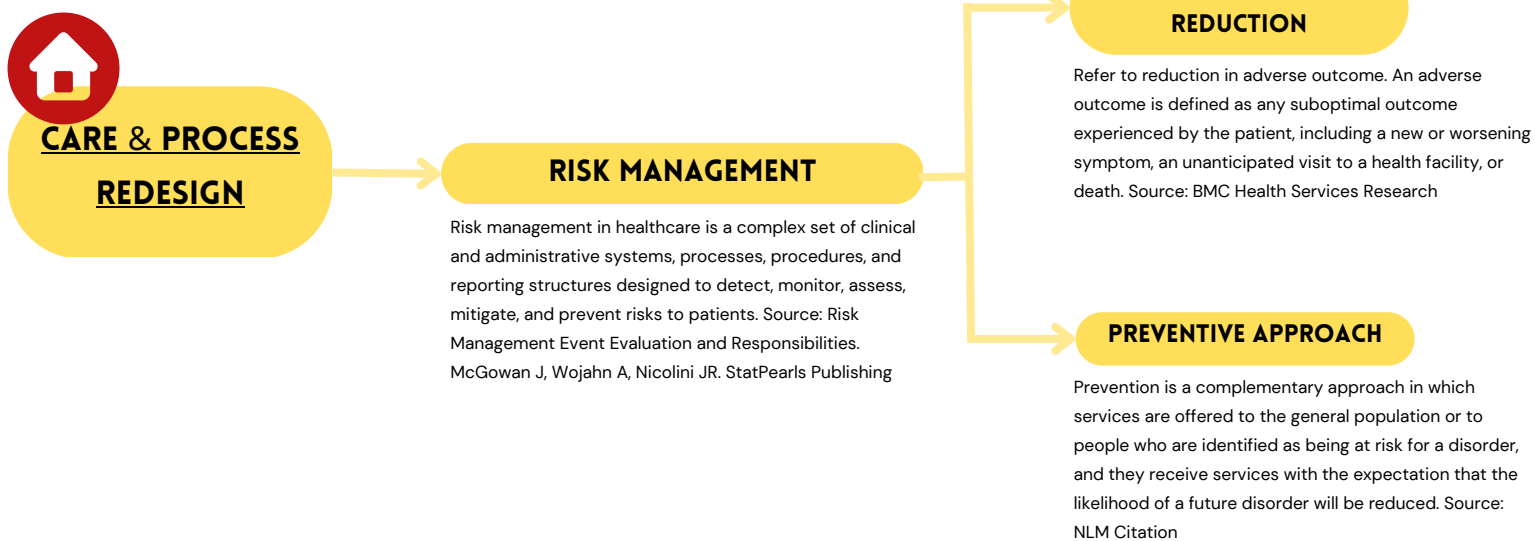 CARE & PROCESS
REDESIGN
RISK MANAGEMENT
Risk management in healthcare is a complex set of clinical
and administrative systems, processes, procedures, and
reporting structures designed to detect, monitor, assess,
mitigate, and prevent risks to patients. Source: Risk
Management Event Evaluation and Responsibilities.
McGowan J, Wojahn A, Nicolini JR. StatPearls Publishing
REDUCTION
Refer to reduction in adverse outcome. An adverse
outcome is defined as any suboptimal outcome
experienced by the patient, including a new or worsening
symptom, an unanticipated visit to a health facility, or
death. Source: BMC Health Services Research
PREVENTIVE APPROACH
Prevention is a complementary approach in which
services are offered to the general population or to
people who are identified as being at risk for a disorder,
and they receive services with the expectation that the
likelihood of a future disorder will be reduced. Source:
NLM Citation